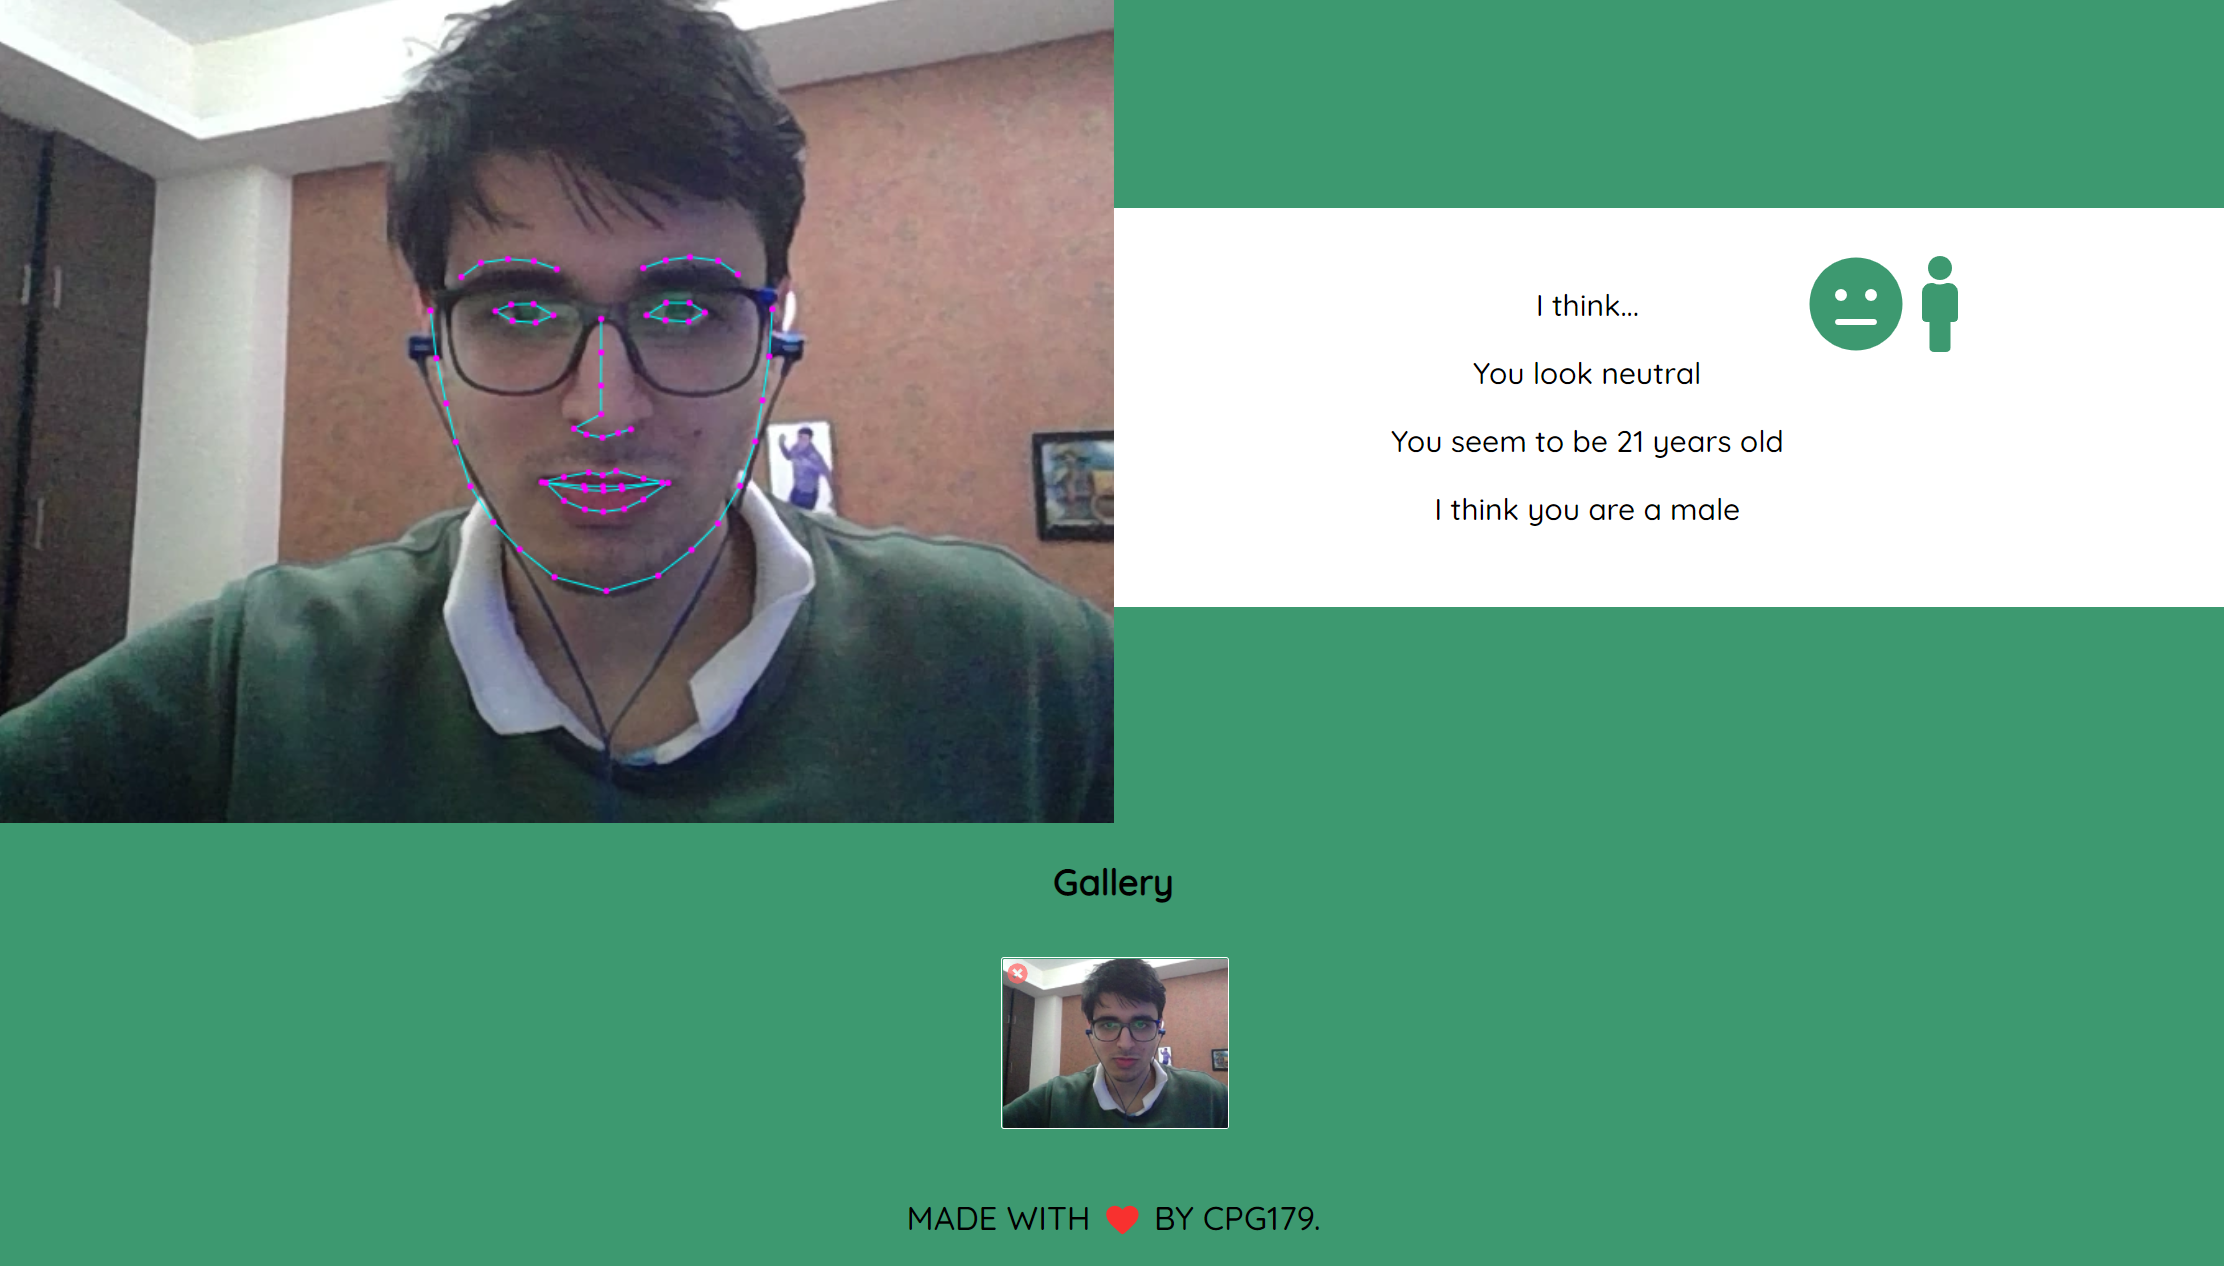 I think...
You look neutral
You seem to be 21 years old
I think you are a male
Gallery
MADE WITH ❤ BY CPG179.